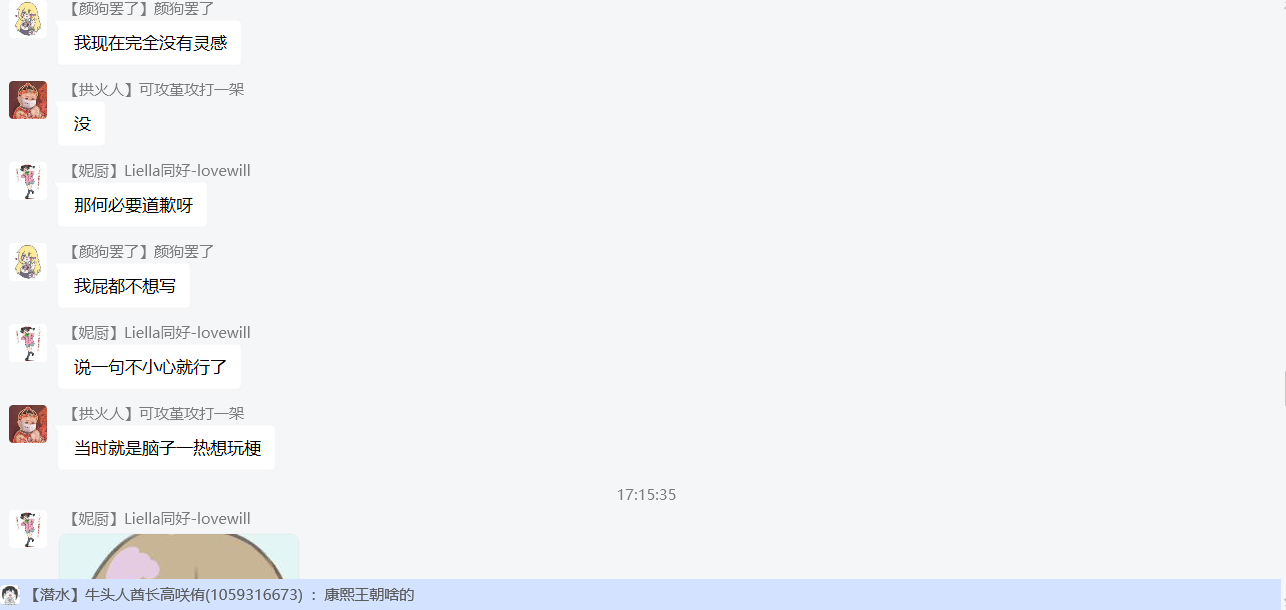 【颜狗罢了】颜狗罢了
我现在完全没有灵感
【拱火人】可攻堇攻打一架
没
【妮厨】Liella同好-lovewill
那何必要道歉呀
【颜狗罢了】颜狗罢了
我屁都不想写
【妮厨】Liella同好-lovewill
说一句不小心就行了
【拱火人】可攻堇攻打一架
当时就是脑子一热想玩梗
17:15:35
【妮厨】Liella同好-lovewill
【潜水】牛头人酋长高咲侑(1059316673) ：康熙王朝啥的